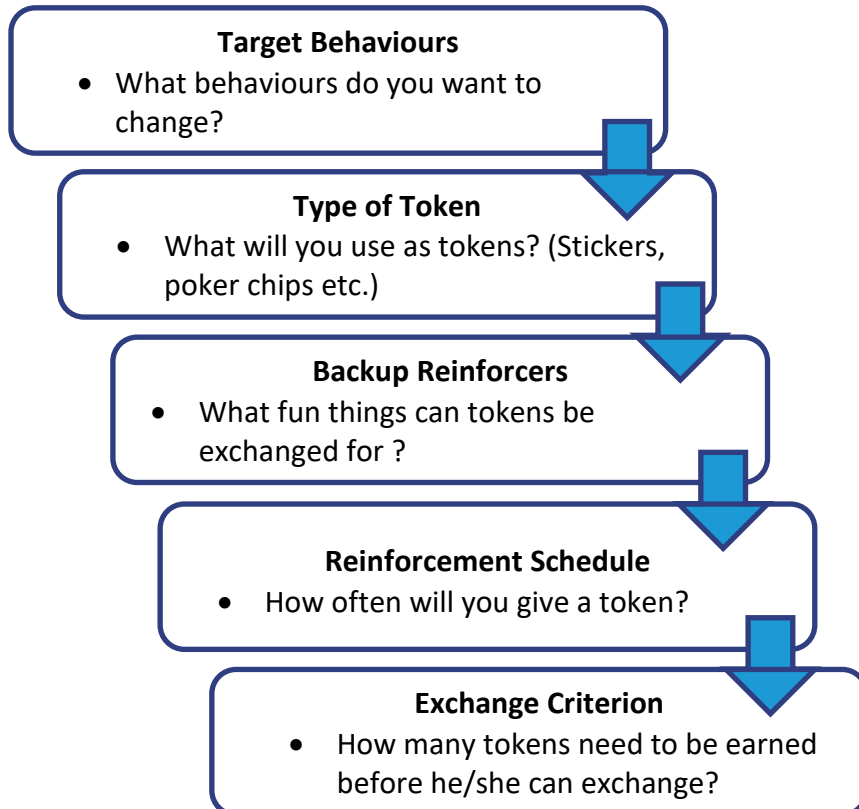 Target Behaviours
• What behaviours do you want to
change?
Type of Token
• What will you use as tokens? (Stickers,
poker chips etc.)
Backup Reinforcers
• What fun things can tokens be
exchanged for ?
Reinforcement Schedule
• How often will you give a token?
Exchange Criterion
• How many tokens need to be earned
before he/she can exchange?